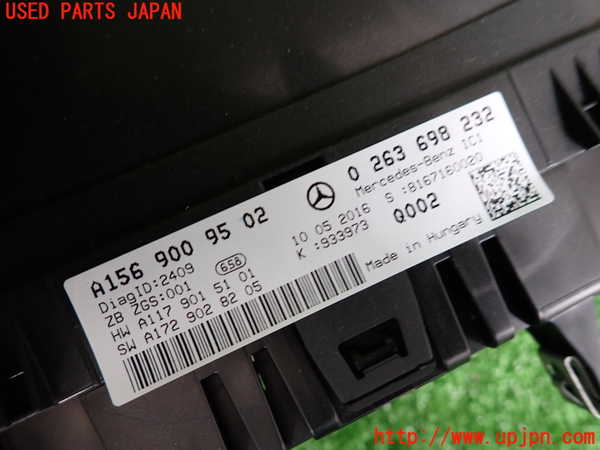 USED PARTS JAPAN
A156 900 95 02
0 263 698 232
Mercedes-Benz IC1
DiagID:2409
658
10 05 2016
S :8167160020
ZB ZGS:001
K :933973
Q002
HW A117 901 51 01
SW A172 902 82 05
Made in Hungary
http://www.upjpn.com/